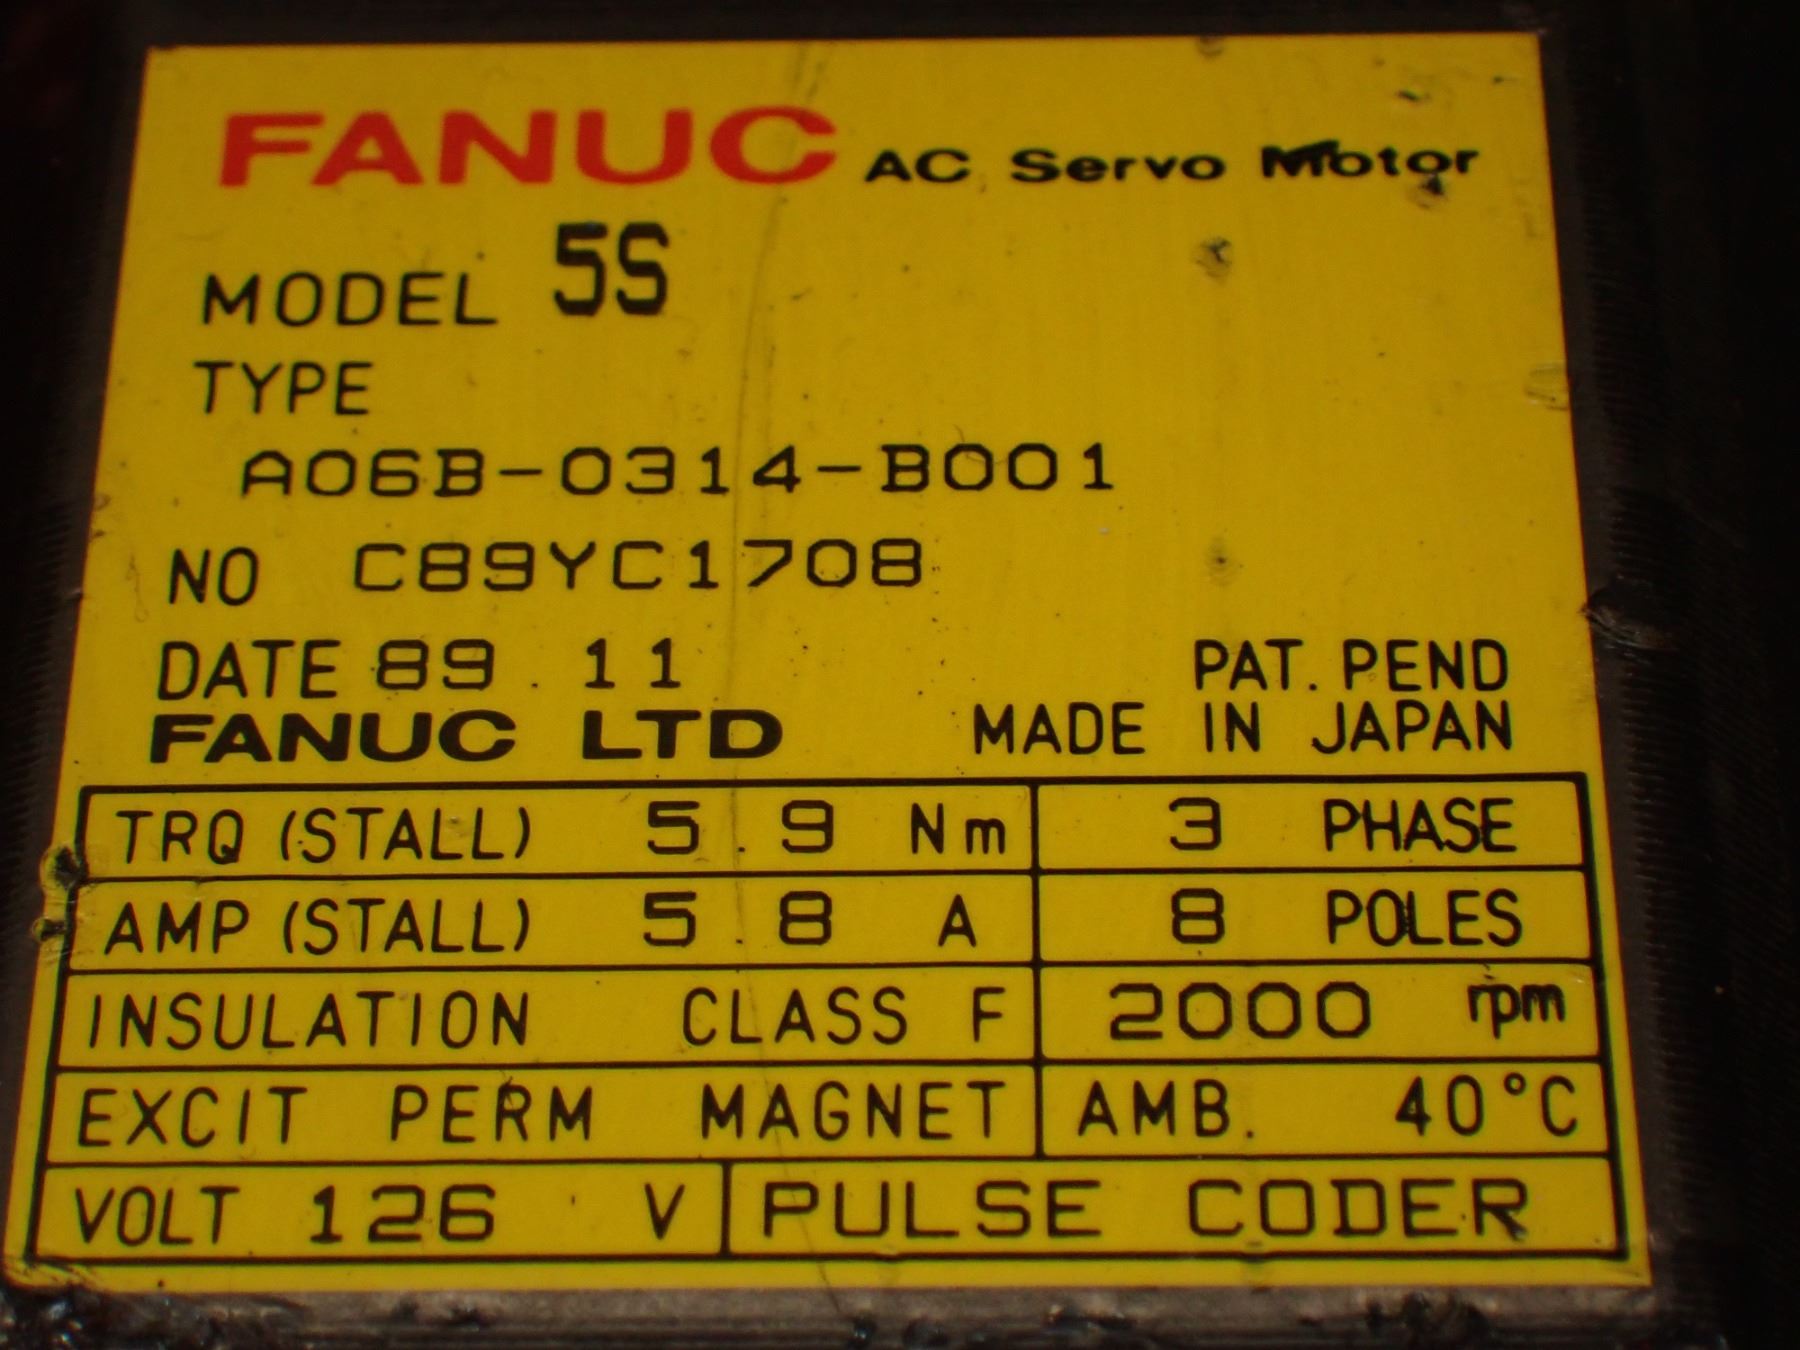 FANUC AC Servo Motor
MODEL 5S
TYPE
A06B-0314-B001
NO C89YC1708
DATE 89.11 PAT. PEND
FANUC LTD MADE IN JAPAN
TRQ (STALL) 5.9 Nm 3 PHASE
AMP (STALL) 5.8 A 8 POLES
INSULATION CLASS F 2000 rpm
EXCIT PERM MAGNET AMB. 40°C
VOLT 126 V PULSE CODER